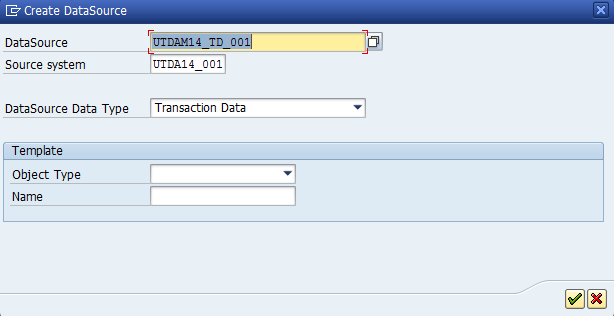 Create DataSource
DataSource UTDAM14_TD_001
Source system UTDA14_001
DataSource Data Type Transaction Data
Template
Object Type
Name